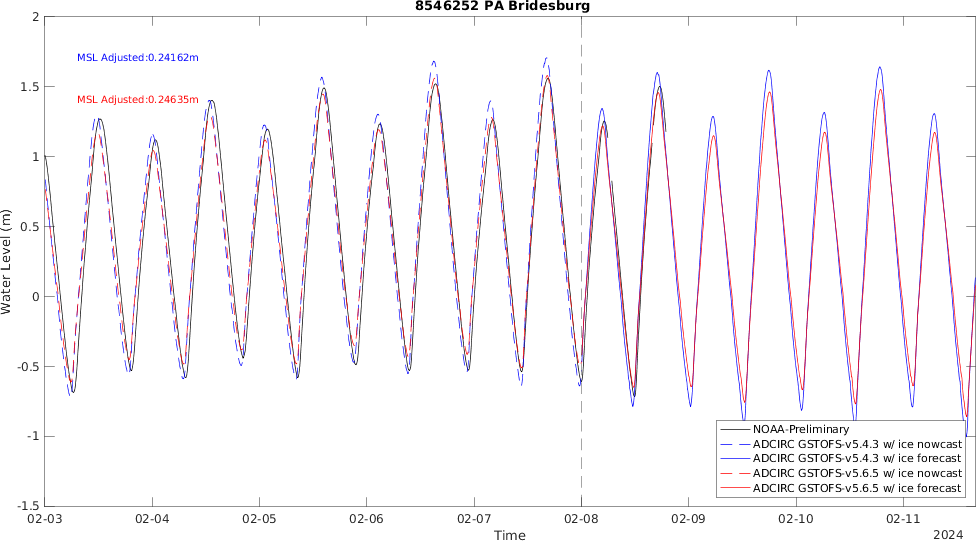 8546252 PA Bridesburg
2
1.5
1
0.5
0
-0.5
-1
-1.5
Water Level (m)
MSL Adjusted:0.24162m
MSL Adjusted:0.24635m
NOAA-Preliminary
ADCIRC GSTOFS-v5.4.3 w/ ice nowcast
ADCIRC GSTOFS-v5.4.3 w/ ice forecast
ADCIRC GSTOFS-v5.6.5 w/ ice nowcast
ADCIRC GSTOFS-v5.6.5 w/ ice forecast
02-03 02-04 02-05 02-06 02-07 02-08 02-09 02-10 02-11
Time
2024